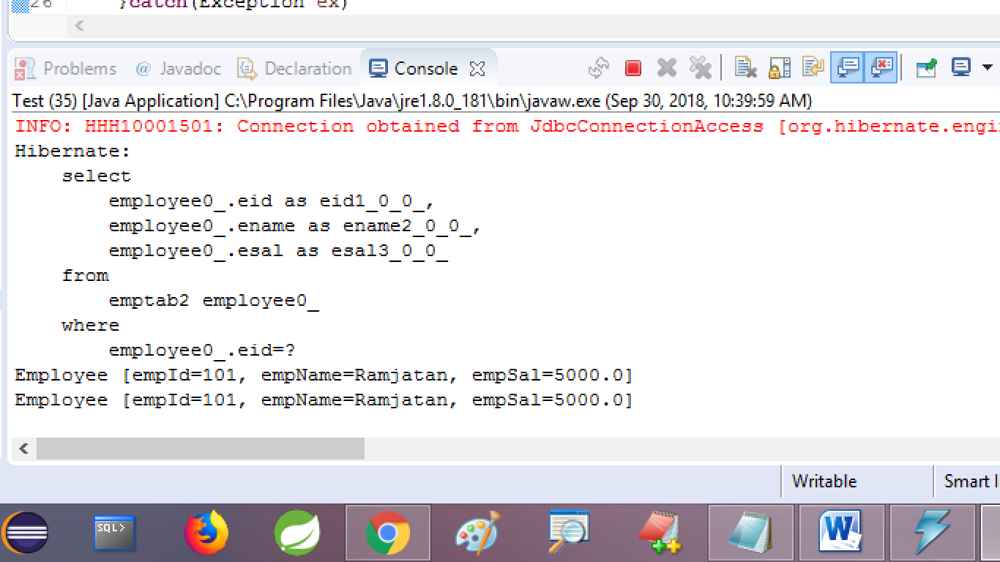 26 }catch(Exception ex)
Problems @ Javadoc Declaration Console
Test (35) [Java Application] C:\Program Files\Java\jre1.8.0_181\bin\javaw.exe (Sep 30, 2018, 10:39:59 AM)
INFO: HHH10001501: Connection obtained from JdbcConnectionAccess [org.hibernate.engi
Hibernate:
select
employee0_.eid as eid1_0_0_,
employee0_.ename as ename2_0_0_,
employee0_.esal as esal3_0_0_
from
emptab2 employee0_
where
employee0_.eid=?
Employee [empId=101, empName=Ramjatan, empSal=5000.0]
Employee [empId=101, empName=Ramjatan, empSal=5000.0]
Writable Smart I
SQL> W